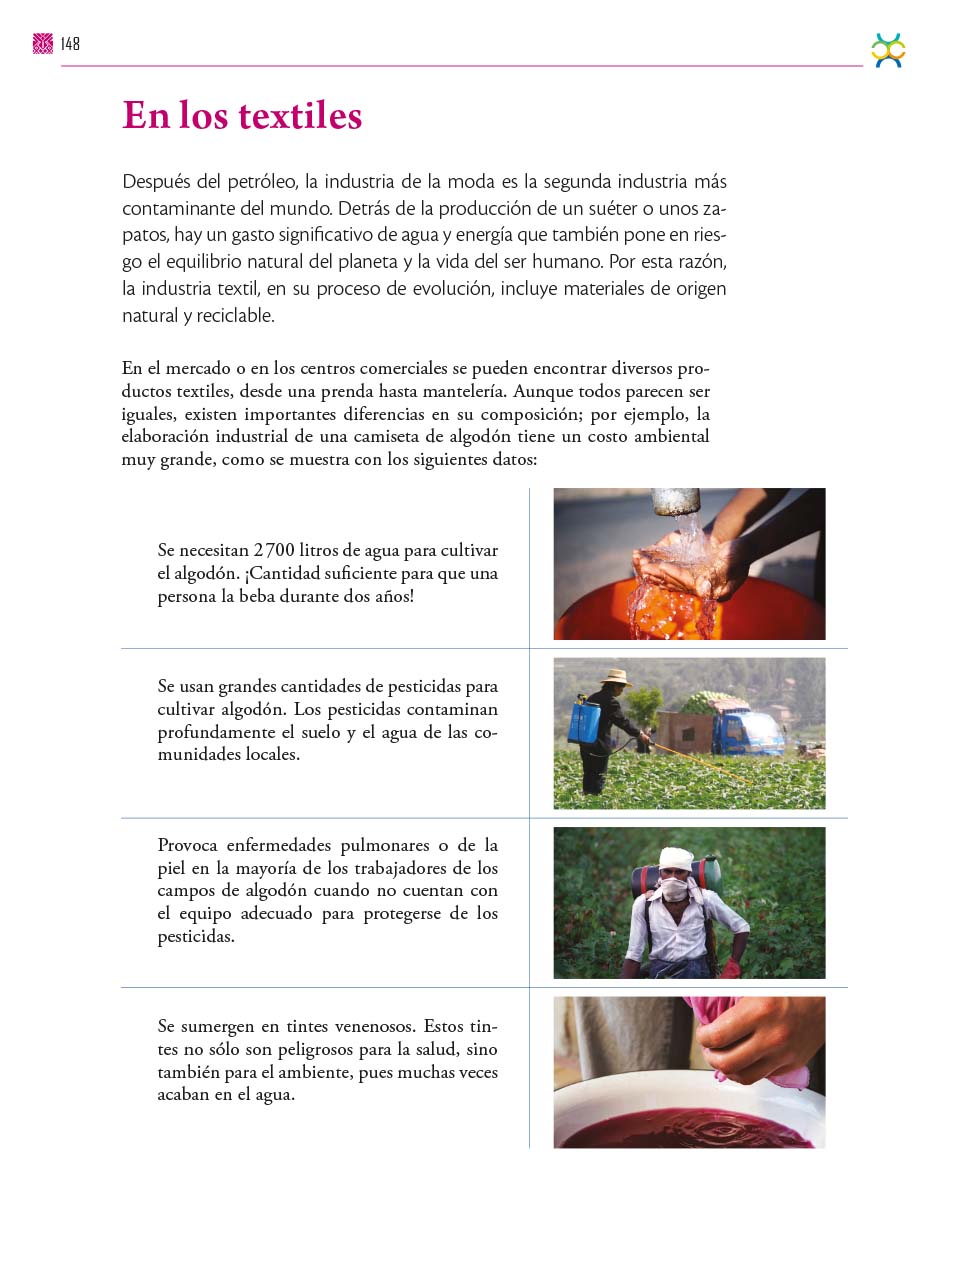 148
En los textiles
Después del petróleo, la industria de la moda es la segunda industria más
contaminante del mundo. Detrás de la producción de un suéter o unos za-
patos, hay un gasto significativo de agua y energía que también pone en ries-
go el equilibrio natural del planeta y la vida del ser humano. Por esta razón,
la industria textil, en su proceso de evolución, incluye materiales de origen
natural y reciclable.
En el mercado o en los centros comerciales se pueden encontrar diversos pro-
ductos textiles, desde una prenda hasta mantelería. Aunque todos parecen ser
iguales, existen importantes diferencias en su composición; por ejemplo, la
elaboración industrial de una camiseta de algodón tiene un costo ambiental
muy grande, como se muestra con los siguientes datos:
Se necesitan 2 700 litros de agua para cultivar
el algodón. ¡Cantidad suficiente para que una
persona la beba durante dos años!
Se usan grandes cantidades de pesticidas para
cultivar algodón. Los pesticidas contaminan
profundamente el suelo y el agua de las co-
munidades locales.
Provoca enfermedades pulmonares o de la
piel en la mayoría de los trabajadores de los
campos de algodón cuando no cuentan con
el equipo adecuado para protegerse de los
pesticidas.
Se sumergen en tintes venenosos. Estos tin-
tes no sólo son peligrosos para la salud, sino
también para el ambiente, pues muchas veces
acaban en el agua.